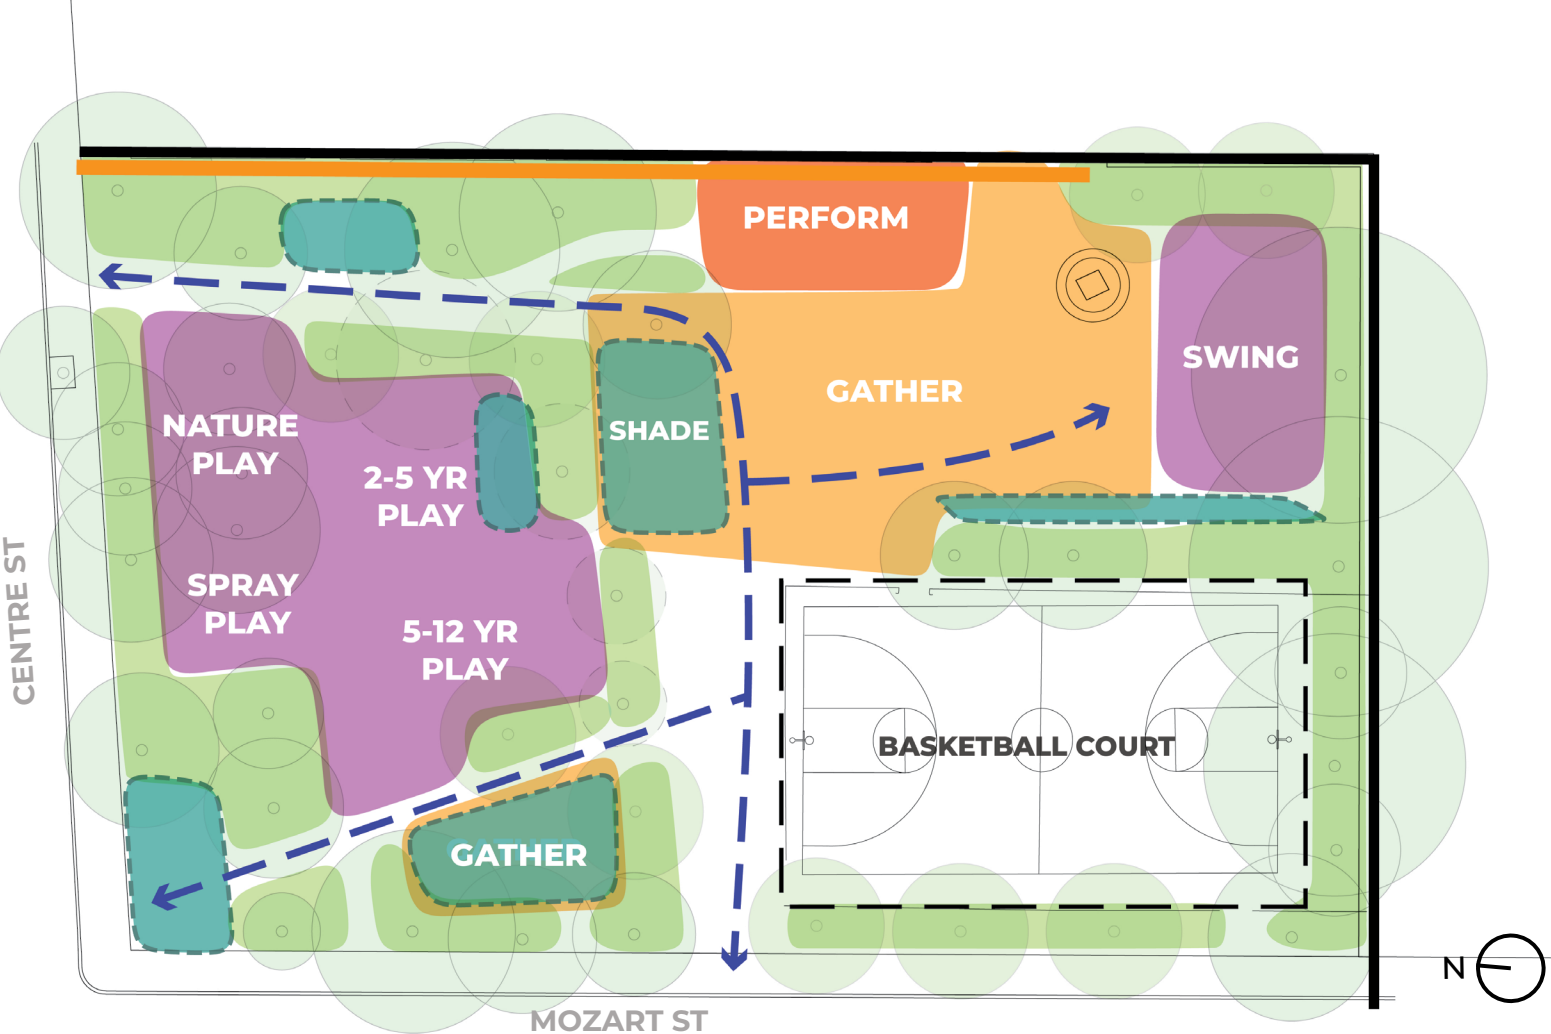 PERFORM
SWING
GATHER
NATURE
PLAY
SHADE
2-5 YR
PLAY
SPRAY
PLAY
5-12 YR
PLAY
CENTRE ST
BASKETBALL COURT
GATHER
N
MOZART ST